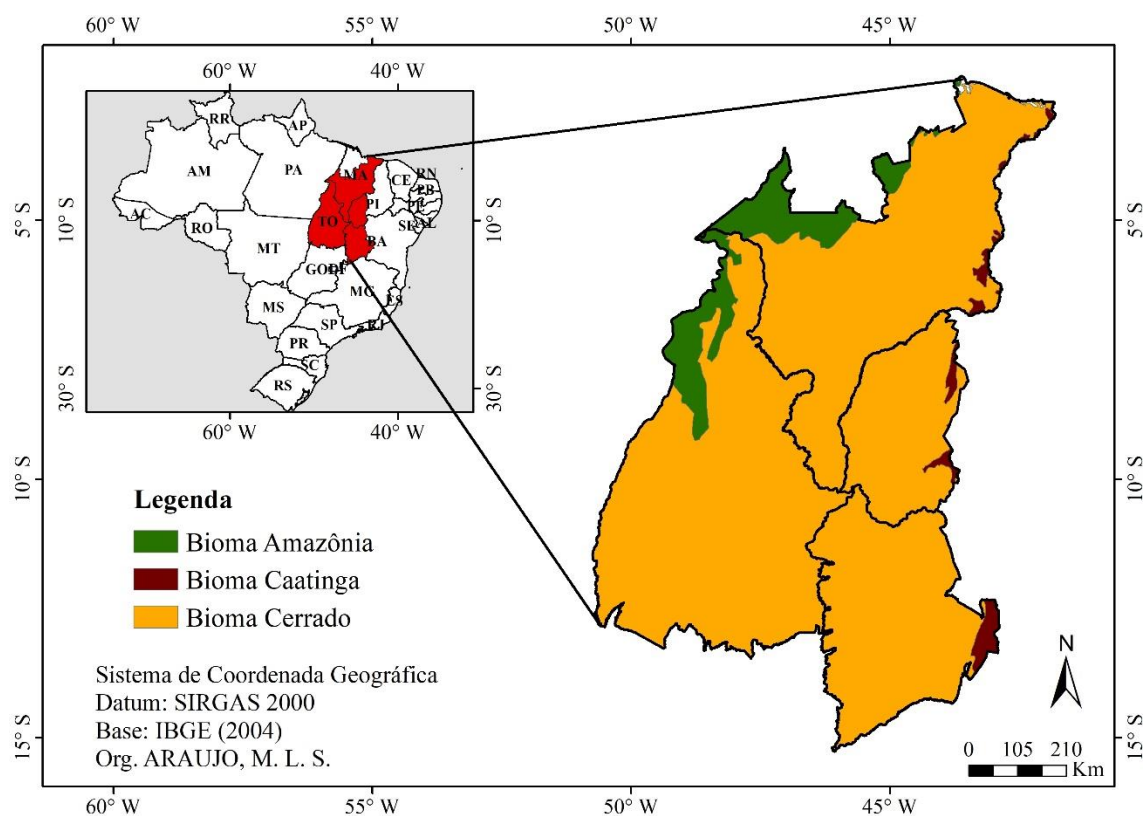 60° W 55° W 50° W 45° W
60° W 40° W
RR
AP
AM
PA
MA
CE
RN
PB
PE
AL
SE
PI
AC
TO
RO
BA
MT
GO
DF
MG
ES
MS
SP
RJ
PR
SC
RS
10° S
30° S
10° S
30° S
60° W 40° W
5° S
10° S
15° S
5° S
10° S
15° S
Legenda
Bioma Amazônia
Bioma Caatinga
Bioma Cerrado
Sistema de Coordenada Geográfica
Datum: SIRGAS 2000
Base: IBGE (2004)
Org. ARAUJO, M. L. S.
N
0 105 210
Km
60° W 55° W 50° W 45° W